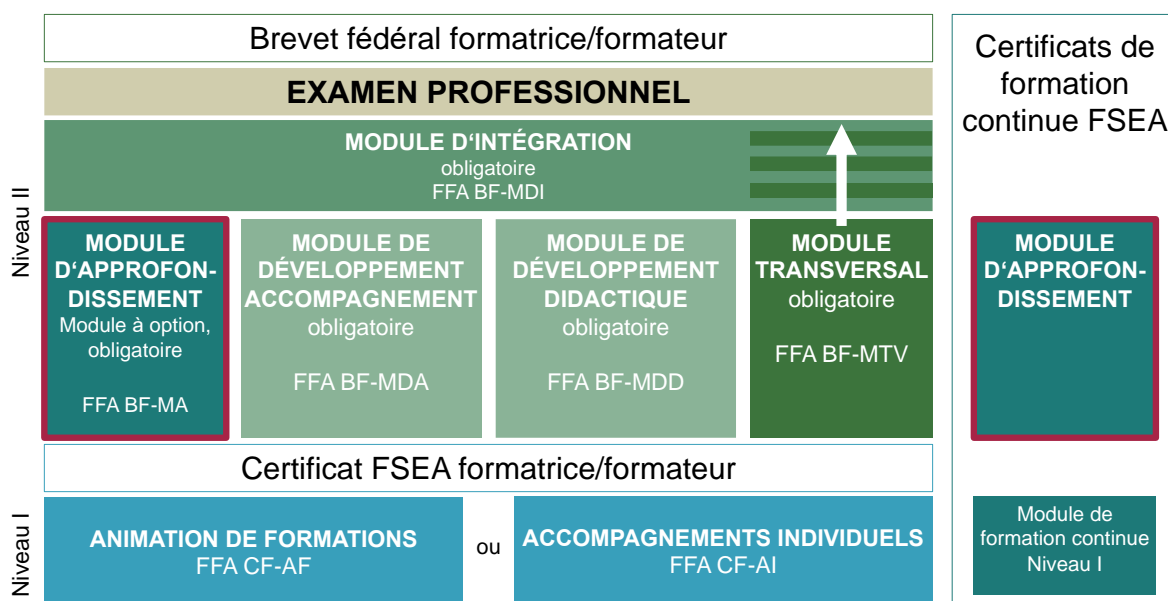 Brevet fédéral formatrice/formateur
EXAMEN PROFESSIONNEL
MODULE D‘INTÉGRATION
obligatoire
FFA BF-MDI
Niveau II
MODULE
D‘APPROFON-
DISSEMENT
Module à option,
obligatoire
FFA BF-MA
MODULE DE
DÉVELOPPEMENT
ACCOMPAGNEMENT
obligatoire
FFA BF-MDA
MODULE DE
DÉVELOPPEMENT
DIDACTIQUE
obligatoire
FFA BF-MDD
MODULE
TRANSVERSAL
obligatoire
FFA BF-MTV
Certificat FSEA formatrice/formateur
Niveau I
ANIMATION DE FORMATIONS
FFA CF-AF
ou
ACCOMPAGNEMENTS INDIVIDUELS
FFA CF-AI
Certificats de
formation
continue FSEA
MODULE
D‘APPROFON-
DISSEMENT
Module de
formation continue
Niveau I